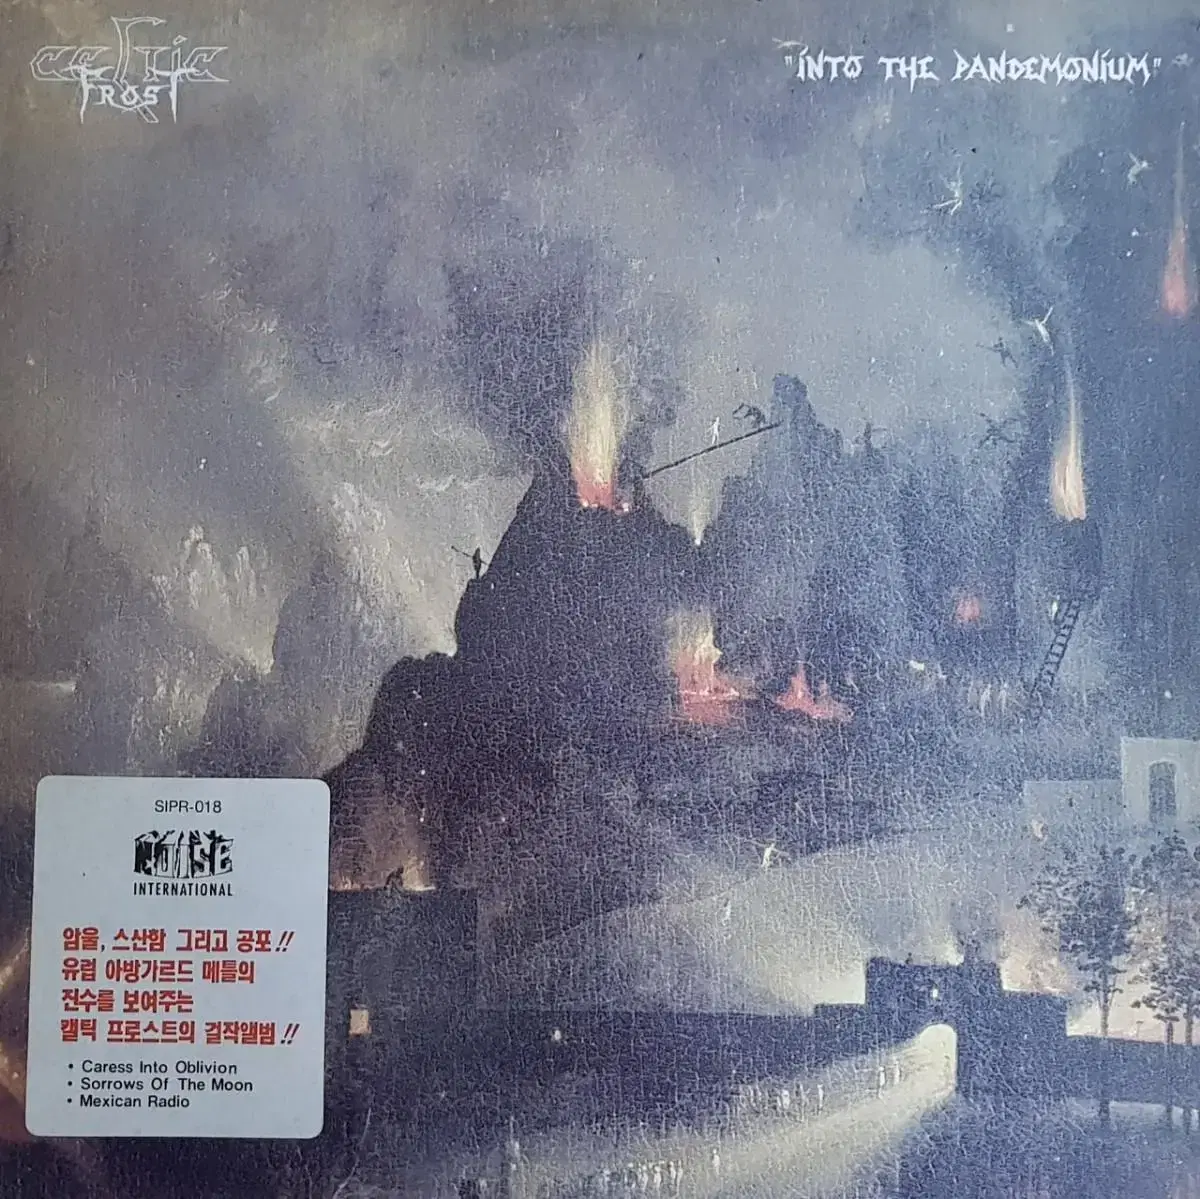 celtic
FROST
"INTO THE PANDEMONIUM"
SIPR-018
NOISE
INTERNATIONAL
암울, 스산함 그리고 공포!!
유럽 아방가르드 메틀의
진수를 보여주는
캘틱 프로스트의 걸작앨범!!
• Caress Into Oblivion
• Sorrows Of The Moon
• Mexican Radio